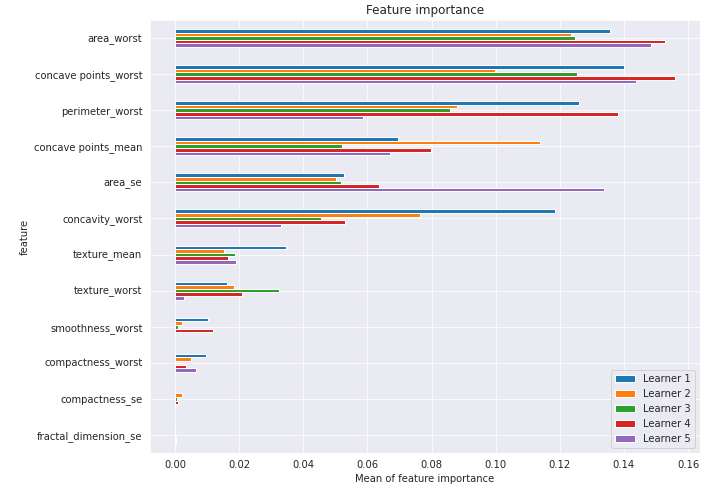 Feature importance
area_worst
concave points_worst
perimeter_worst
concave points_mean
area_se
concavity_worst
texture_mean
texture_worst
smoothness_worst
compactness_worst
compactness_se
fractal_dimension_se
feature
Learner 1
Learner 2
Learner 3
Learner 4
Learner 5
0.00 0.02 0.04 0.06 0.08 0.10 0.12 0.14 0.16
Mean of feature importance